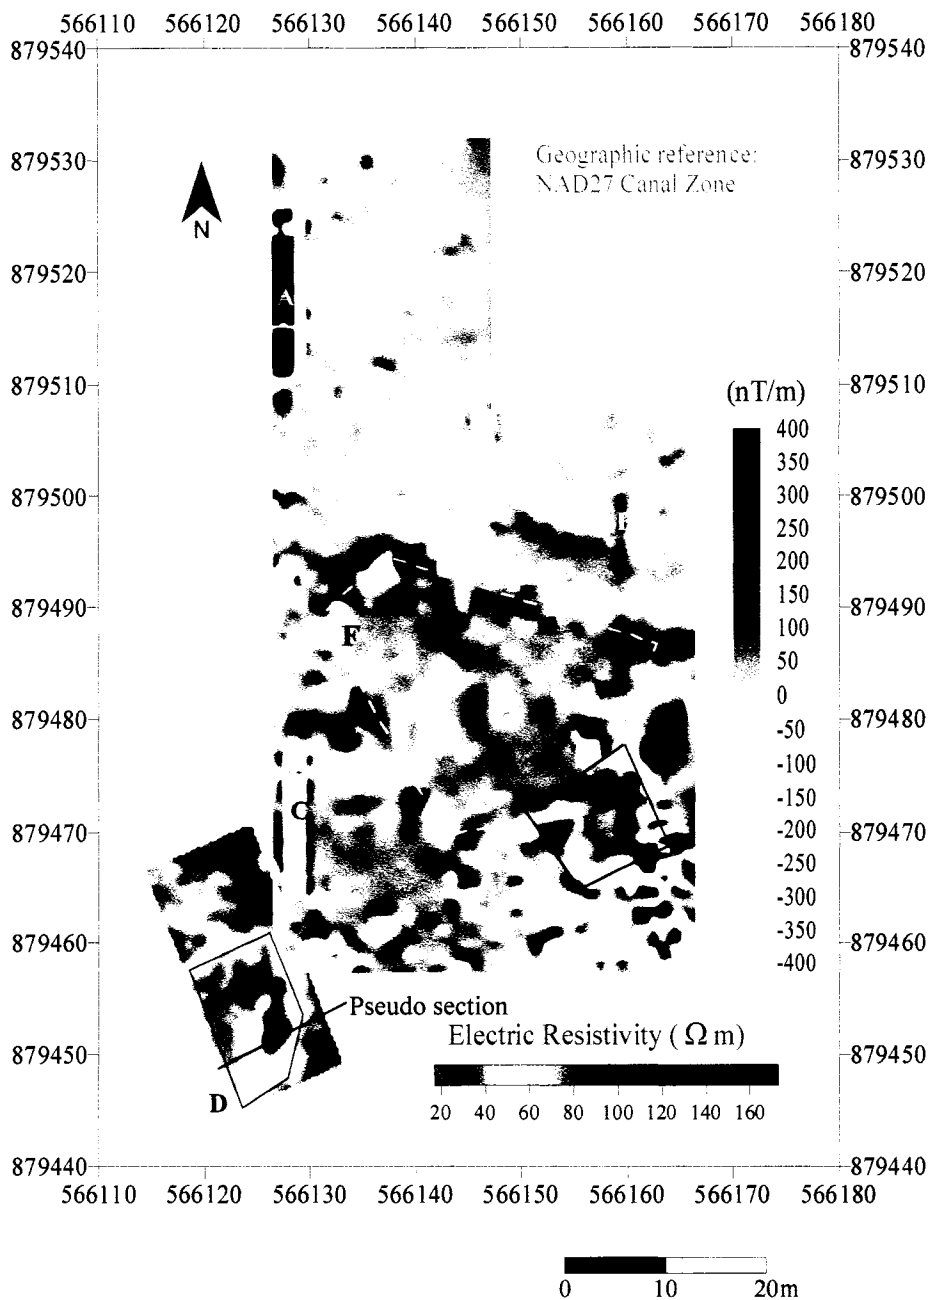 566110 566120 566130 566140 566150 566160 566170 566180
879540 879540
879530 879530
Geographic reference:
NAD27 Canal Zone
N
879520 879520
A
879510 879510
(nT/m)
400
350
879500 879500
300
250
200
150
879490 879490
100
F
50
0
879480 879480
-50
-100
-150
C
879470 879470
-200
-250
-300
-350
879460 879460
-400
Pseudo section
Electric Resistivity ( Ω m)
879450 879450
D
20 40 60 80 100 120 140 160
879440 879440
566110 566120 566130 566140 566150 566160 566170 566180
0 10 20m